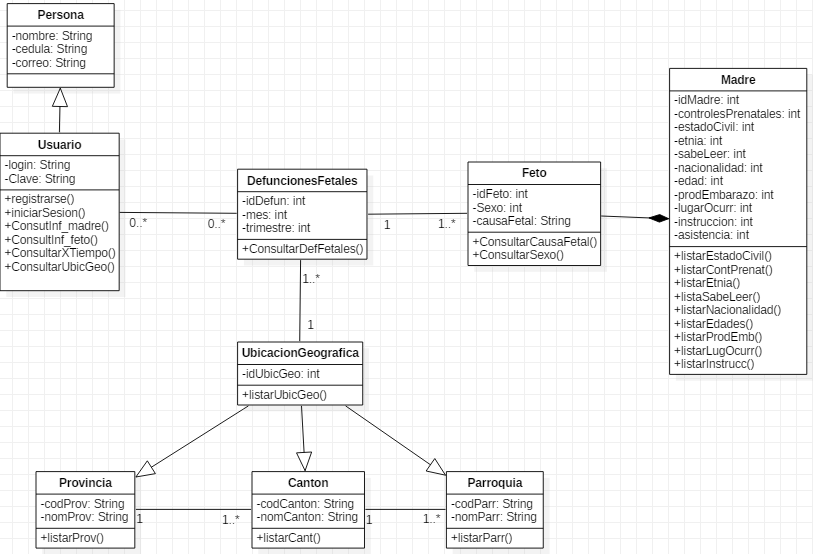 Persona
-nombre: String
-cedula: String
-correo: String
Usuario
-login: String
-Clave: String
+registrarse()
+iniciarSesion()
+ConsutInf_madre()
+ConsultInf_feto()
+ConsultarXTiempo()
+ConsultarUbicGeo()
0..*
0..*
DefuncionesFetales
-idDefun: int
-mes: int
-trimestre: int
+ConsultarDefFetales()
1
1..*
Feto
-idFeto: int
-Sexo: int
-causaFetal: String
+ConsultarCausaFetal()
+ConsultarSexo()
Madre
-idMadre: int
-controlesPrenatales: int
-estadoCivil: int
-etnia: int
-sabeLeer: int
-nacionalidad: int
-edad: int
-prodEmbarazo: int
-lugarOcurr: int
-instruccion: int
-asistencia: int
+listarEstadoCivil()
+listarContPrenat()
+listarEtnia()
+listaSabeLeer()
+listarNacionalidad()
+listarEdades()
+listarProdEmb()
+listarLugOcurr()
+listarInstrucc()
1..*
1
UbicacionGeografica
-idUbicGeo: int
+listarUbicGeo()
Provincia
-codProv: String
-nomProv: String
+listarProv()
1
1..*
Canton
-codCanton: String
-nomCanton: String
+listarCant()
1
1..*
Parroquia
-codParr: String
-nomParr: String
+listarParr()